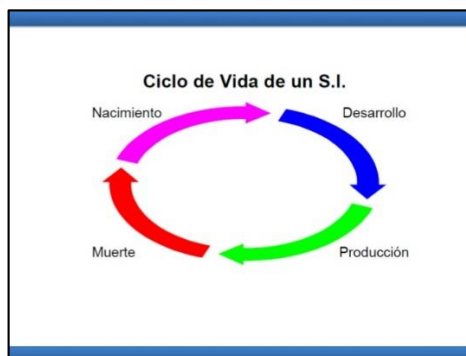 Ciclo de Vida de un S.I.
Nacimiento
Desarrollo
Muerte
Producción